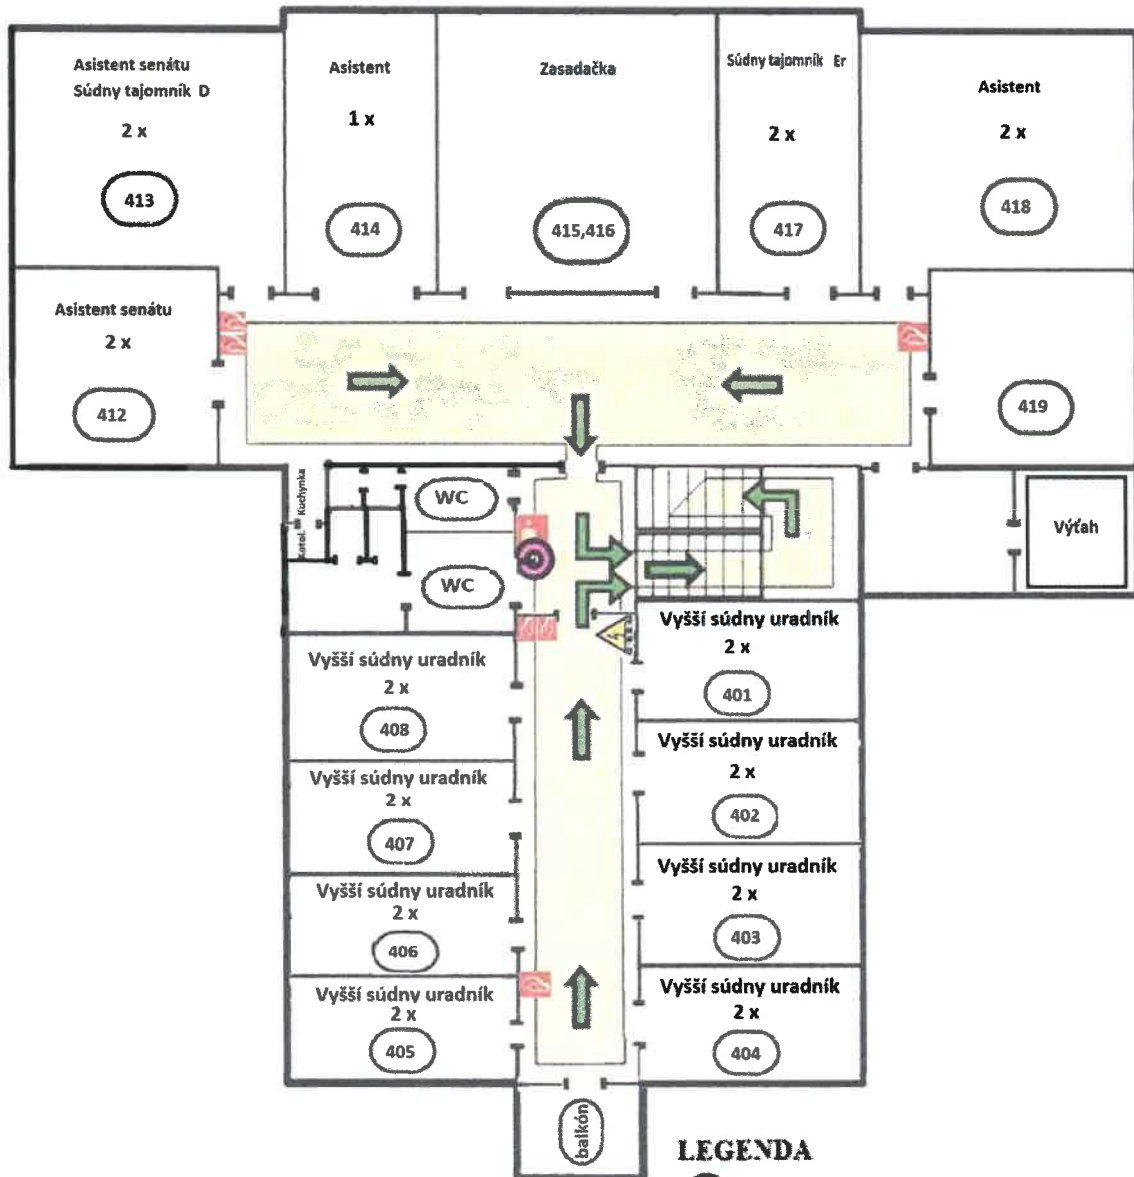 Asistent senátu
Súdny tajomník D
2 x
413
Asistent
1 x
414
Zasadačka
415,416
Súdny tajomník Er
2 x
417
Asistent
2 x
418
Asistent senátu
2 x
412
419
Kuchynka
Kotol.
WC
WC
Výťah
Vyšší súdny uradník
2 x
401
Vyšší súdny uradník
2 x
408
Vyšší súdny uradník
2 x
402
Vyšší súdny uradník
2 x
407
Vyšší súdny uradník
2 x
403
Vyšší súdny uradník
2 x
406
Vyšší súdny uradník
2 x
404
Vyšší súdny uradník
2 x
405
balkón
LEGENDA